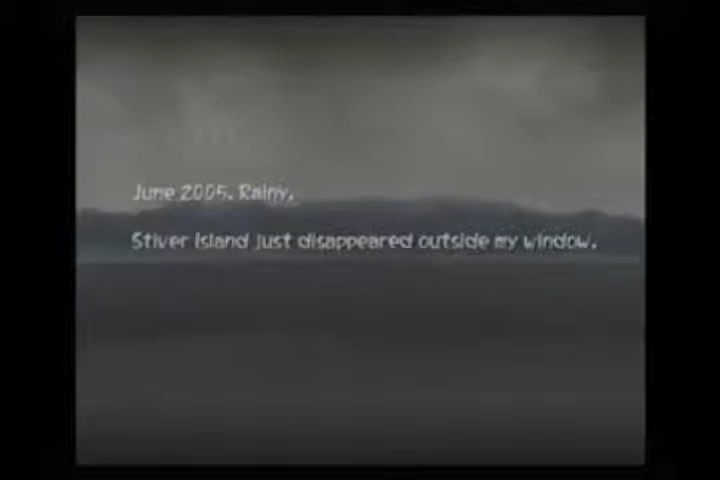 June 2005. Rainy.
Stiver Island just disappeared outside my window.